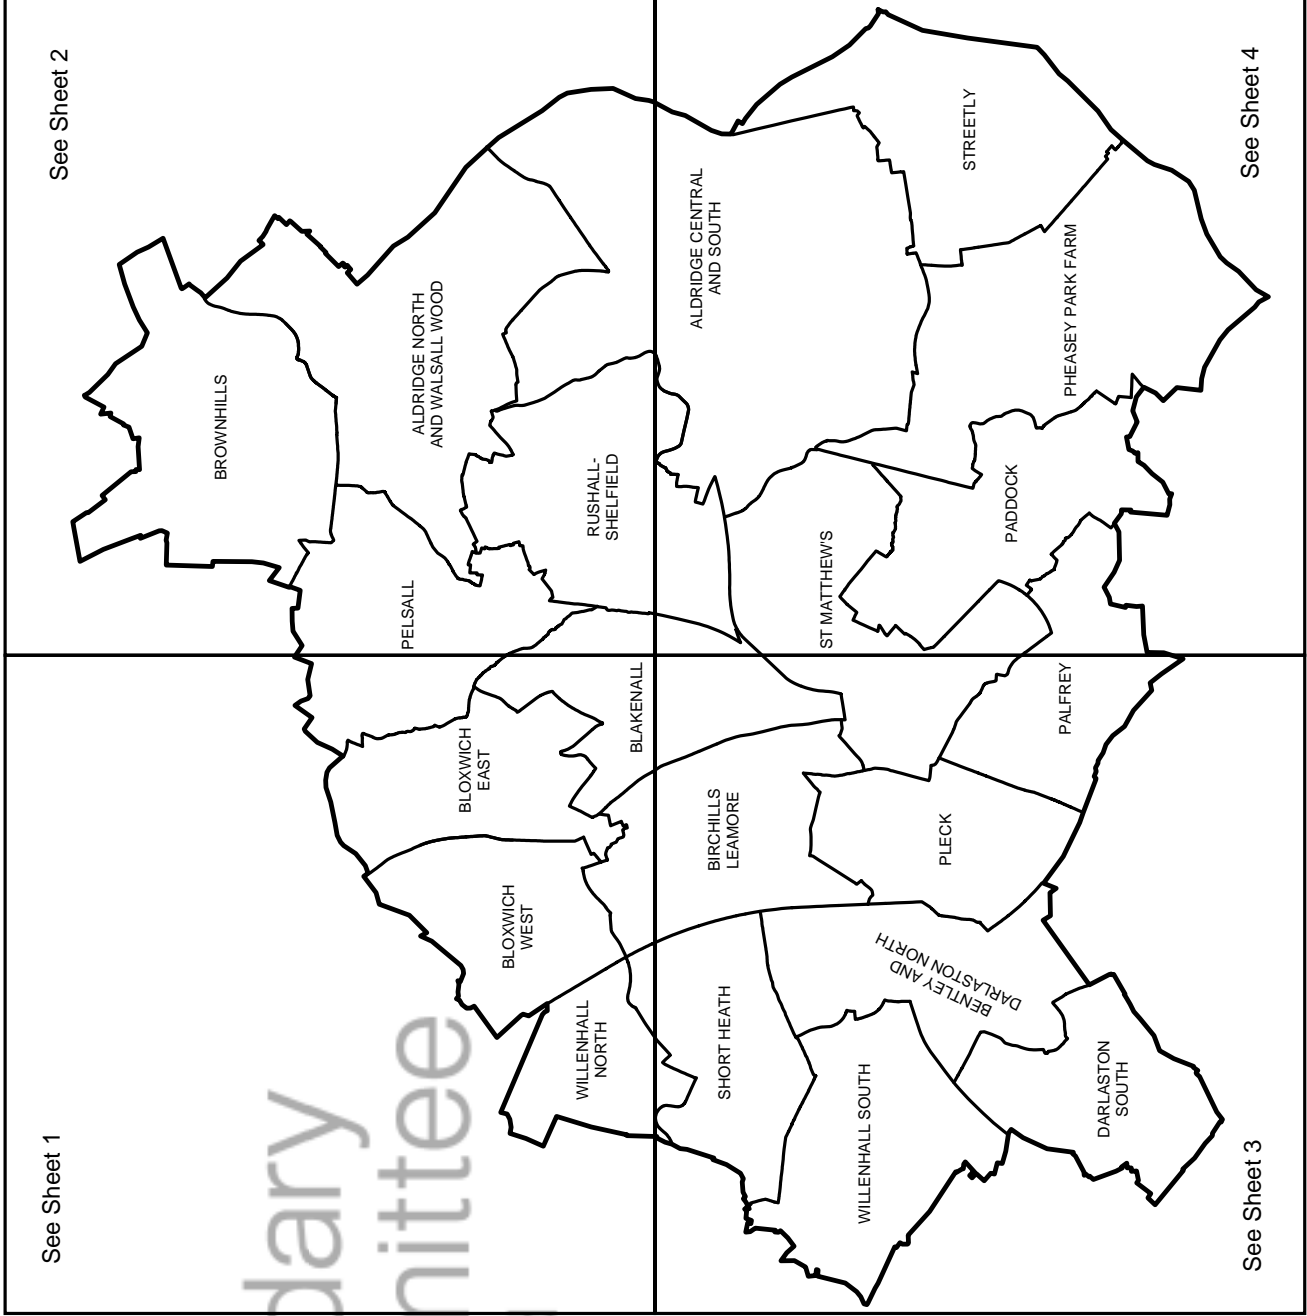 See Sheet 1
See Sheet 2
dary
mittee
BROWNHILLS
PELSALL
ALDRIDGE NORTH
AND WALSALL WOOD
BLOXWICH
EAST
BLOXWICH
WEST
WILLENHALL
NORTH
BLAKENALL
RUSHALL-
SHELFIELD
ALDRIDGE CENTRAL
AND SOUTH
STREETLY
SHORT HEATH
BIRCHILLS
LEAMORE
ST MATTHEW'S
WILLENHALL SOUTH
BENTLEY AND
DARLASTON NORTH
PLECK
PADDOCK
PHEASEY PARK FARM
PALFREY
DARLASTON
SOUTH
See Sheet 3
See Sheet 4